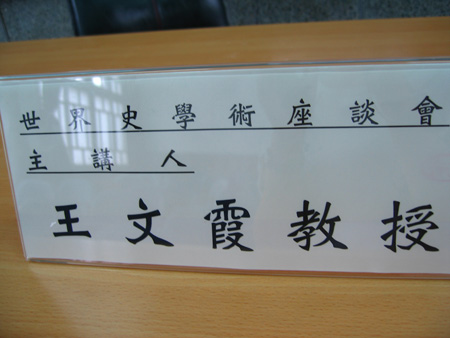 世界史學術座談會
主講人
王文霞教授